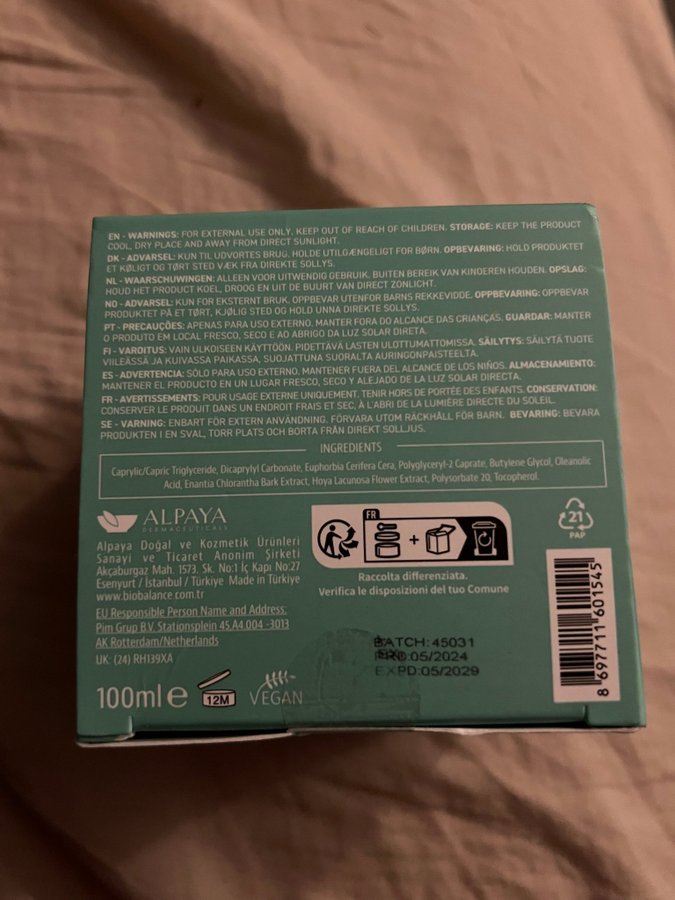 EN - WARNINGS: FOR EXTERNAL USE ONLY. KEEP OUT OF REACH OF CHILDREN. STORAGE: KEEP THE PRODUCT
COOL, DRY PLACE AND AWAY FROM DIRECT SUNLIGHT.
DK - ADVARSEL: KUN TIL UDVORTES BRUG. HOLDE UTILGÆNGELIGT FOR BØRN. OPBEVARING: HOLD PRODUKTET
ET KØLIGT OG TØRT STED VÆK FRA DIREKTE SOLLYS.
NL - WAARSCHUWINGEN: ALLEEN VOOR UITWENDIG GEBRUIK. BUITEN BEREIK VAN KINDEREN HOUDEN. OPSLAG:
HOUD HET PRODUCT KOEL, DROOG EN UIT DE BUURT VAN DIRECT ZONLICHT.
NO - ADVARSEL: KUN FOR EKSTERNT BRUK. OPPBEVAR UTENFOR BARNS REKKEVIDDE. OPPBEVARING: OPPBEVAR
PRODUKTET PÅ ET TØRT, KJØLIG STED OG HOLD UNNA DIREKTE SOLLYS.
PT - PRECAUÇÕES: APENAS PARA USO EXTERNO. MANTER FORA DO ALCANCE DAS CRIANÇAS. GUARDAR: MANTER
O PRODUTO EM LOCAL FRESCO, SECO E AO ABRIGO DA LUZ SOLAR DIRETA.
FI - VAROITUS: VAIN ULKOISEEN KÄYTTÖÖN. PIDETTÄVÄ LASTEN ULOTTUMATTOMISSA. SÄILYTYS: SÄILYTÄ TUOTE
VIILEÄSSÄ JA KUIVASSA PAIKASSA, SUOJATTUNA SUORALTA AURINGONPAISTEELTA.
ES - ADVERTENCIA: SÓLO PARA USO EXTERNO. MANTENER FUERA DEL ALCANCE DE LOS NIÑOS. ALMACENAMIENTO:
MANTENER EL PRODUCTO EN UN LUGAR FRESCO, SECO Y ALEJADO DE LA LUZ SOLAR DIRECTA.
FR - AVERTISSEMENTS: POUR USAGE EXTERNE UNIQUEMENT. TENIR HORS DE PORTÉE DES ENFANTS. CONSERVATION:
CONSERVER LE PRODUIT DANS UN ENDROIT FRAIS ET SEC, À L'ABRI DE LA LUMIÈRE DIRECTE DU SOLEIL.
SE - VARNING: ENBART FÖR EXTERN ANVÄNDNING. FÖRVARA UTOM RÄCKHÅLL FÖR BARN. BEVARING: BEVARA
PRODUKTEN I EN SVAL, TORR PLATS OCH BORTA FRÅN DIREKT SOLLJUS.
INGREDIENTS
Caprylic/Capric Triglyceride, Dicaprylyl Carbonate, Euphorbia Cerifera Cera, Polyglyceryl-2 Caprate, Butylene Glycol, Oleanolic
Acid, Enantia Chlorantha Bark Extract, Hoya Lacunosa Flower Extract, Polysorbate 20, Tocopherol.
ALPAYA
DERMACEUTICALS
Alpaya Doğal ve Kozmetik Ürünleri
Sanayi ve Ticaret Anonim Şirketi
Akçaburgaz Mah. 1573. Sk. No:1 İç Kapı No:27
Esenyurt / İstanbul / Türkiye Made in Türkiye
www.biobalance.com.tr
EU Responsible Person Name and Address:
Pim Grup B.V. Stationsplein 45.A4.004 -3013
AK Rotterdam/Netherlands
UK: (24) RH139XA
100ml e
12M
VEGAN
FR
+
Raccolta differenziata.
Verifica le disposizioni del tuo Comune
BATCH:45031
PRD:05/2024
EXPD:05/2029
21
PAP
8 697711 601545